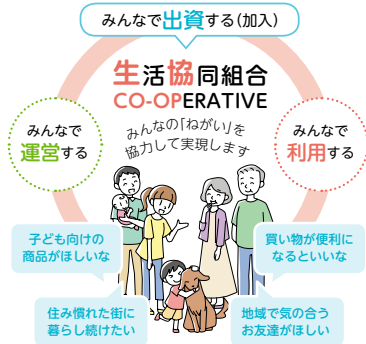 みんなで出資する(加入)
生活協同組合
CO-OPERATIVE
みんなの「ねがい」を
協力して実現します
みんなで
運営する
みんなで
利用する
子ども向けの
商品がほしいな
買い物が便利に
なるといいな
住み慣れた街に
暮らし続けたい
地域で気の合う
お友達がほしい